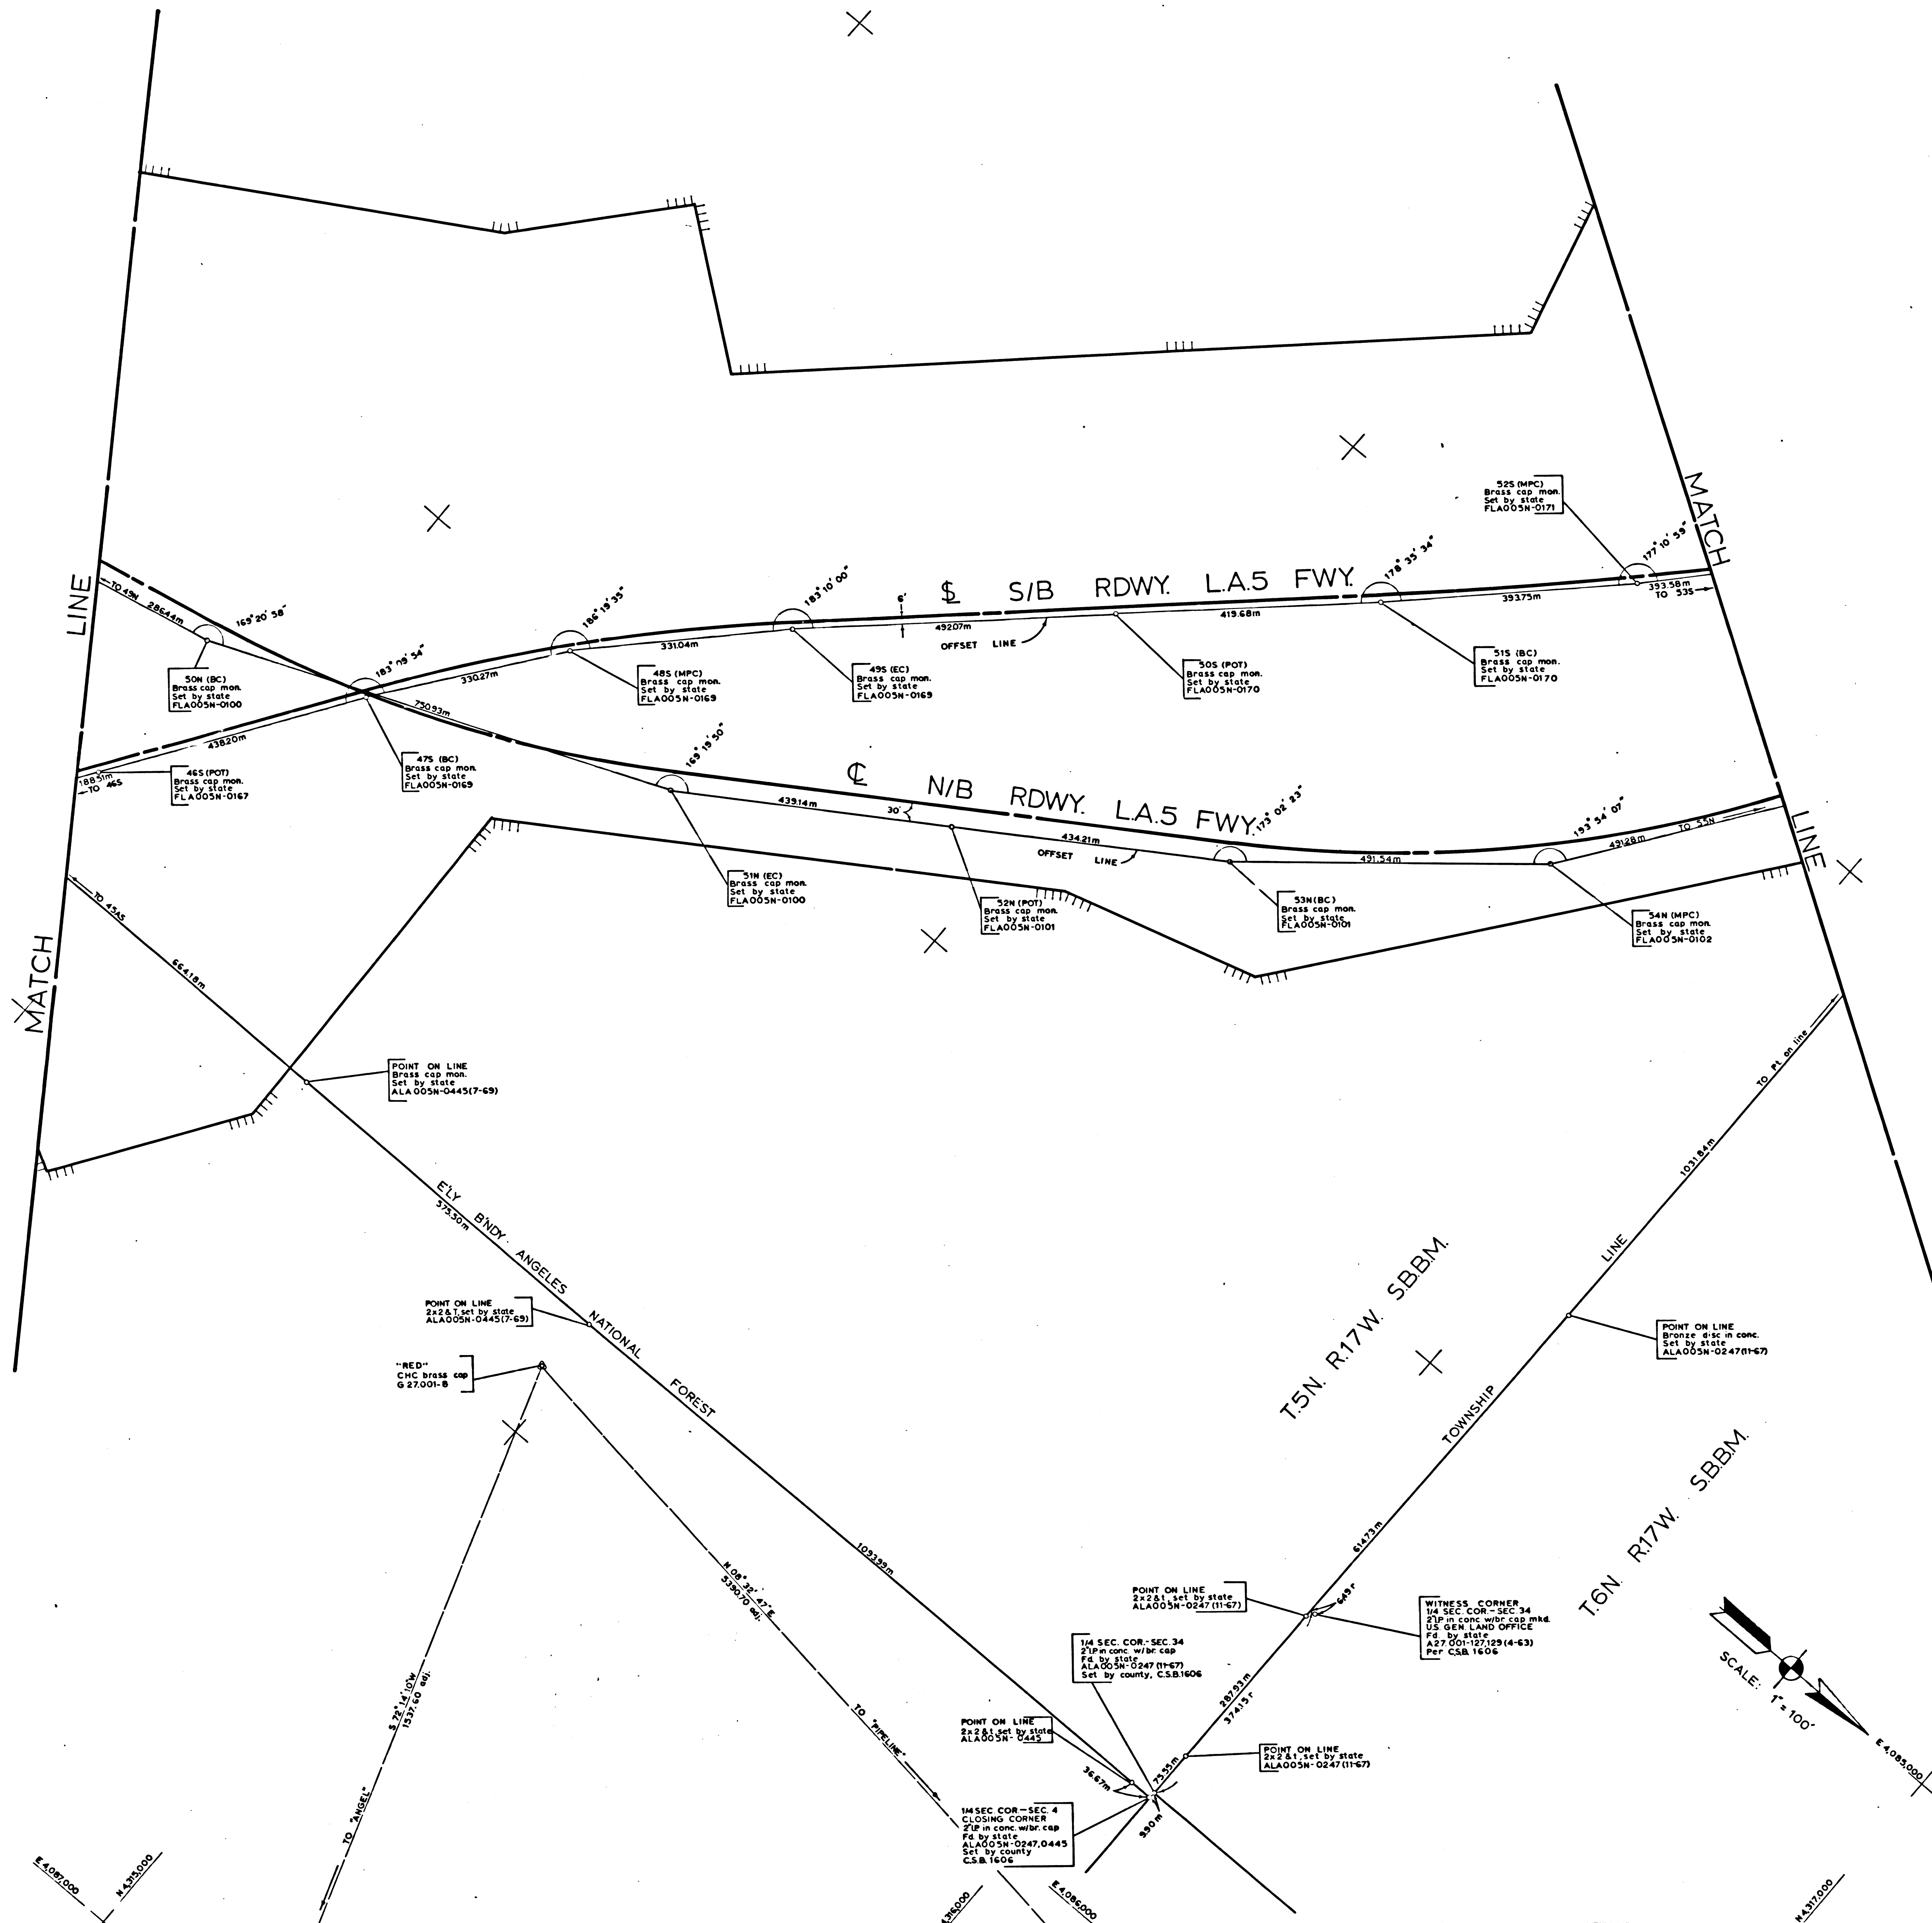 MATCH
LINE
MATCH
LINE
52S (MPC)
Brass cap mon.
Set by state
FLA005N-0171
177° 10' 59"
393.58m
TO 53S
178° 35' 34"
393.75m
₵ S/B RDWY. L.A.5 FWY.
6'
492.07m
OFFSET LINE
419.68m
183° 10' 00"
186° 19' 35"
331.04m
330.27m
183° 09' 54"
169° 20' 58"
TO 49N
286.44m
50N (BC)
Brass cap mon.
Set by state
FLA005N-0100
48S (MPC)
Brass cap mon.
Set by state
FLA005N-0169
49S (EC)
Brass cap mon.
Set by state
FLA005N-0169
50S (POT)
Brass cap mon.
Set by state
FLA005N-0170
51S (BC)
Brass cap mon.
Set by state
FLA005N-0170
750.93m
438.20m
188.51m
TO 46S
46S (POT)
Brass cap mon.
Set by state
FLA005N-0167
47S (BC)
Brass cap mon.
Set by state
FLA005N-0169
169° 19' 50"
₵ N/B RDWY. L.A.5 FWY.
439.14m
30'
434.21m
OFFSET LINE
173° 02' 23"
491.54m
193° 54' 07"
491.28m
TO 55N
51N (EC)
Brass cap mon.
Set by state
FLA005N-0100
52N (POT)
Brass cap mon.
Set by state
FLA005N-0101
53N (BC)
Brass cap mon.
Set by state
FLA005N-0101
54N (MPC)
Brass cap mon.
Set by state
FLA005N-0102
TO 45AS
664.18m
POINT ON LINE
Brass cap mon.
Set by state
ALA005N-0445(7-69)
E'LY B'NDY. ANGELES NATIONAL FOREST
575.50m
POINT ON LINE
2x2&T, set by state
ALA005N-0445(7-69)
"RED"
CHC brass cap
G 27.001-B
1093.99m
N 08° 32' 47" E
5390.70 adj.
TO "PIPELINE"
S 72° 14' 10" W
1537.60 adj.
TO "ANGEL"
TO Pt. on line
1031.84m
TOWNSHIP LINE
T.5N. R.17W. S.B.B.M.
T.6N. R.17W. S.B.B.M.
POINT ON LINE
Bronze disc in conc.
Set by state
ALA005N-0247(11-67)
614.73m
6.49 r
POINT ON LINE
2x2&t, set by state
ALA005N-0247 (11-67)
WITNESS CORNER
1/4 SEC. COR.-SEC. 34
2"I.P. in conc. w/br cap mkd.
U.S. GEN. LAND OFFICE
Fd. by state
A27.001-127,129 (4-63)
Per C.S.B. 1606
1/4 SEC. COR.-SEC. 34
2"I.P. in conc. w/br. cap
Fd. by state
ALA005N-0247 (11-67)
Set by county, C.S.B. 1606
287.93m
374.15 r
POINT ON LINE
2x2&t, set by state
ALA005N-0445
POINT ON LINE
2x2&t, set by state
ALA005N-0247 (11-67)
75.55m
36.67m
9.90m
1/4 SEC. COR.-SEC. 4
CLOSING CORNER
2"I.P. in conc. w/br. cap
Fd. by state
ALA005N-0247,0445
Set by county
C.S.B. 1606
SCALE: 1"=100'
E 4,085,000
E 4,087,000
N 4,315,000
4,316,000
E 4,086,000
N 4,317,000